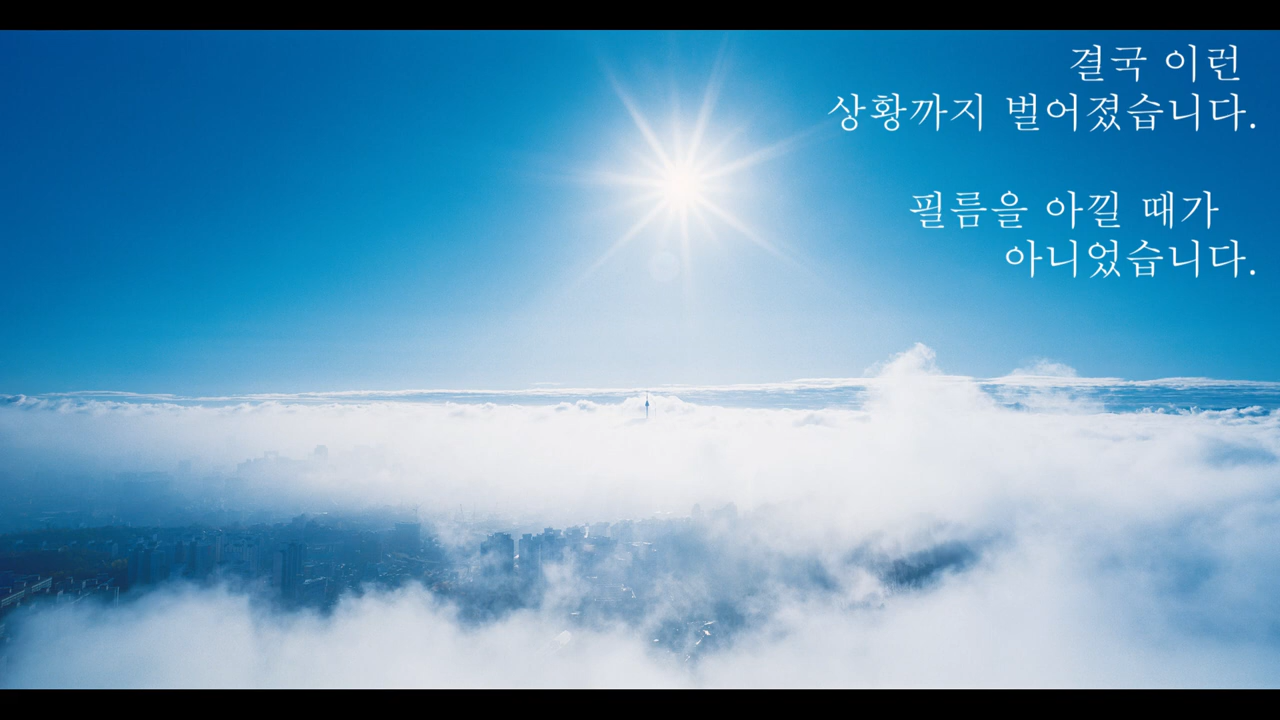 결국 이런
상황까지 벌어졌습니다.
필름을 아낄 때가
아니었습니다.